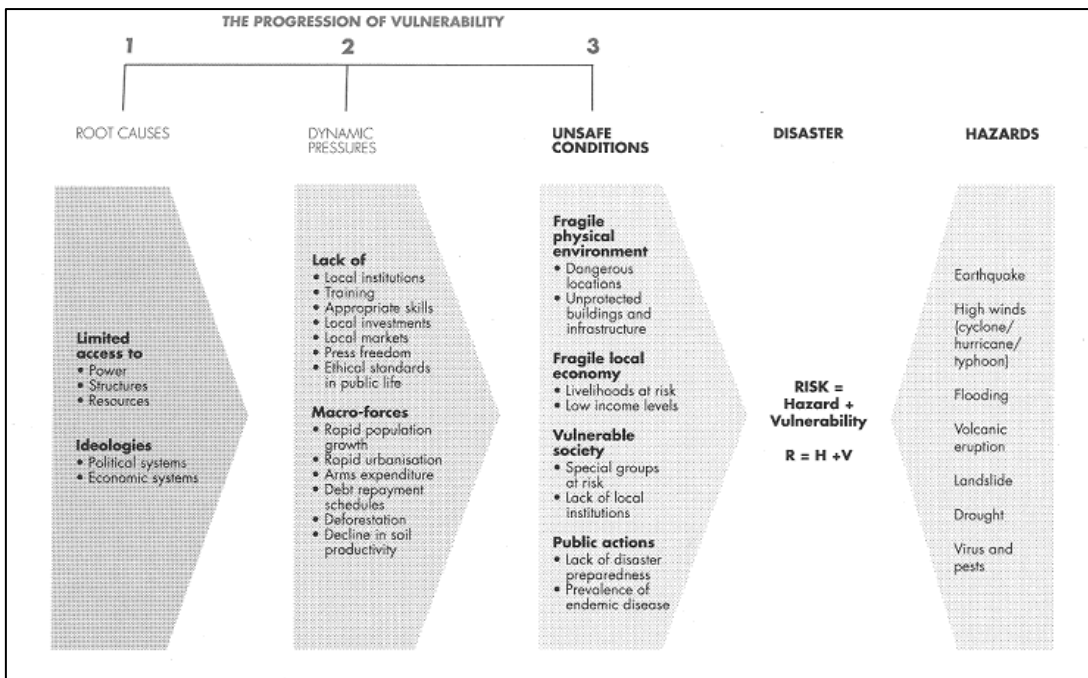 THE PROGRESSION OF VULNERABILITY
1
2
3
ROOT CAUSES
DYNAMIC
PRESSURES
UNSAFE
CONDITIONS
DISASTER
HAZARDS
Limited
access to
• Power
• Structures
• Resources
Ideologies
• Political systems
• Economic systems
Lack of
• Local institutions
• Training
• Appropriate skills
• Local investments
• Local markets
• Press freedom
• Ethical standards
in public life
Macro-forces
• Rapid population
growth
• Rapid urbanisation
• Arms expenditure
• Debt repayment
schedules
• Deforestation
• Decline in soil
productivity
Fragile
physical
environment
• Dangerous
locations
• Unprotected
buildings and
infrastructure
Fragile local
economy
• Livelihoods at risk
• Low income levels
Vulnerable
society
• Special groups
at risk
• Lack of local
institutions
Public actions
• Lack of disaster
preparedness
• Prevalence of
endemic disease
RISK =
Hazard +
Vulnerability
R = H +V
Earthquake
High winds
(cyclone/
hurricane/
typhoon)
Flooding
Volcanic
eruption
Landslide
Drought
Virus and
pests